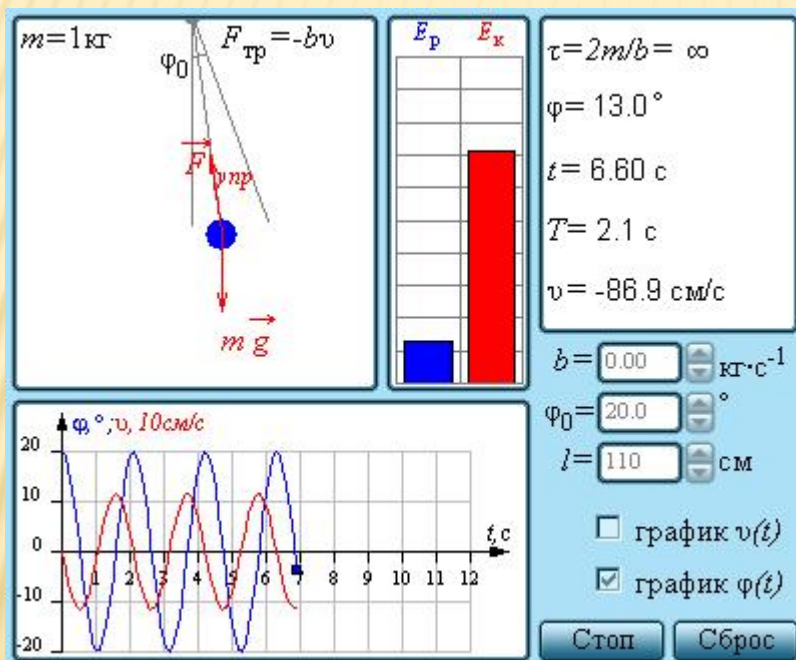 m=1кг
φ₀
Fтр=-bυ
F упр
m g
Eр Eк
τ=2m/b= ∞
φ= 13.0°
t= 6.60 с
T= 2.1 с
υ= -86.9 см/с
b= 0.00 кг·с⁻¹
φ₀= 20.0 °
l= 110 см
график υ(t)
график φ(t)
Стоп Сброс
φ,°;υ, 10см/с
20
10
0
-10
-20
1 2 3 4 5 6 7 8 9 10 11 12
t,с